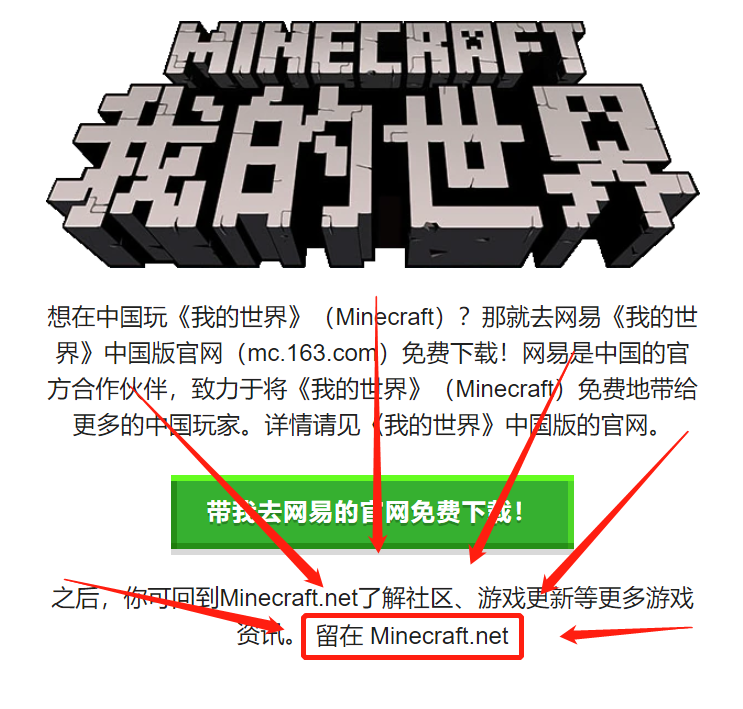 MINECRAFT
我的世界
想在中国玩《我的世界》（Minecraft）？那就去网易《我的世
界》中国版官网（mc.163.com）免费下载！网易是中国的官
方合作伙伴，致力于将《我的世界》（Minecraft）免费地带给
更多的中国玩家。详情请见《我的世界》中国版的官网。
带我去网易的官网免费下载！
之后，你可回到Minecraft.net了解社区、游戏更新等更多游戏
资讯。 留在 Minecraft.net